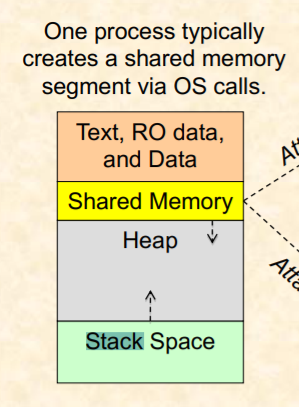 One process typically
creates a shared memory
segment via OS calls.
Text, RO data,
and Data
Shared Memory
Heap
Stack Space